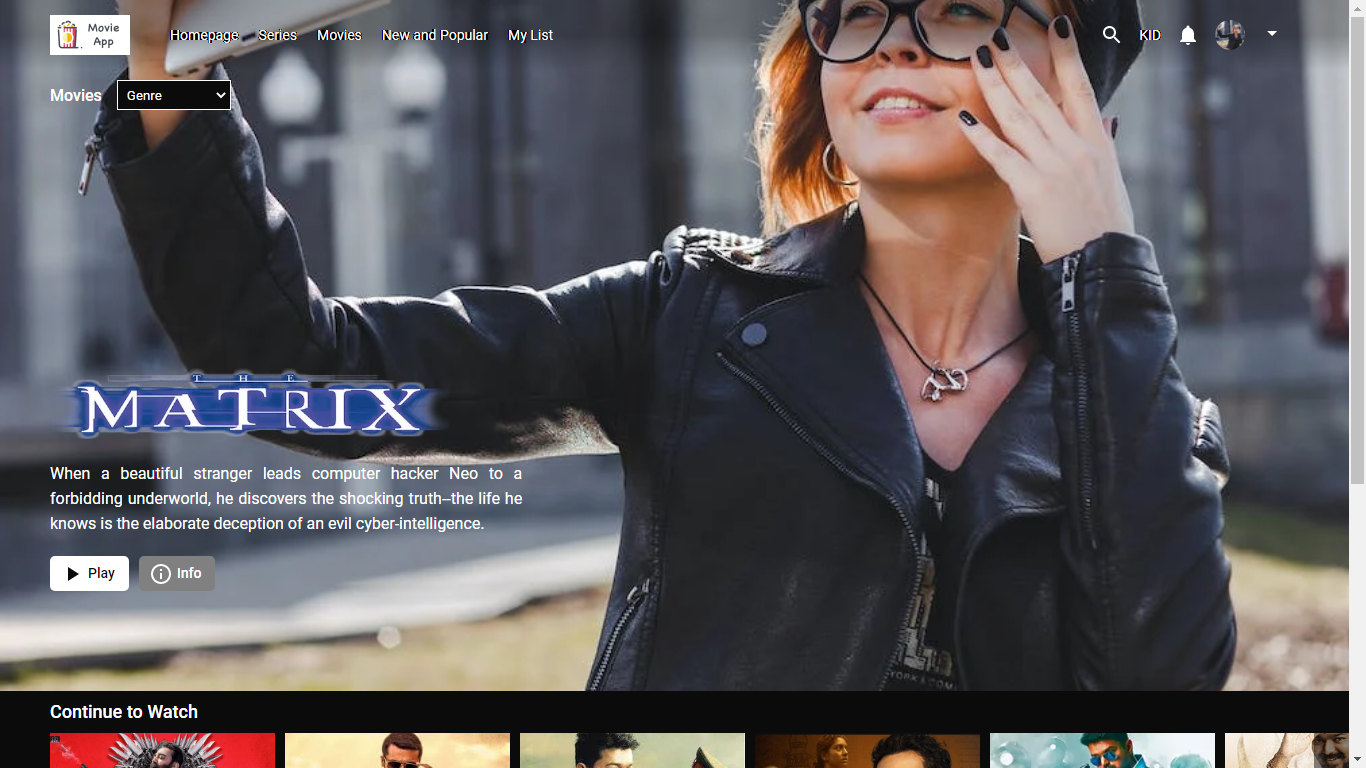 Movie
App
Homepage Series Movies New and Popular My List KID
Movies Genre
THE
MATRIX
When a beautiful stranger leads computer hacker Neo to a
forbidding underworld, he discovers the shocking truth--the life he
knows is the elaborate deception of an evil cyber-intelligence.
Play Info
Continue to Watch